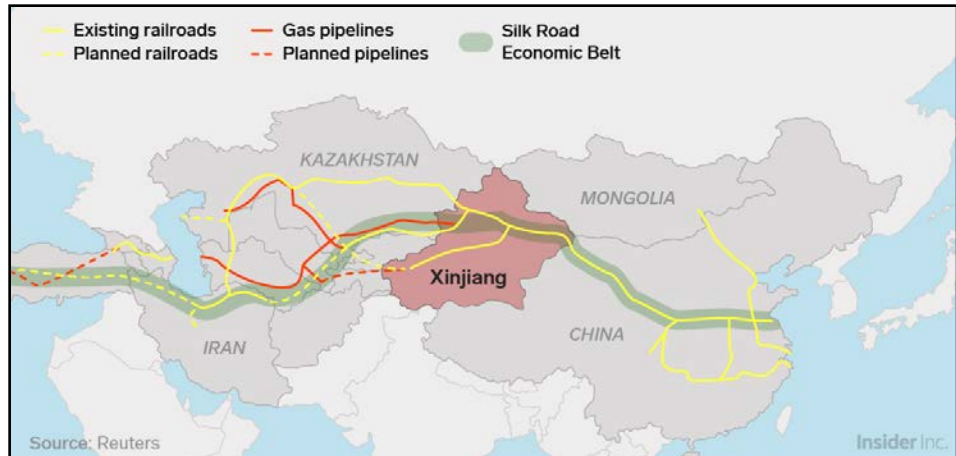 Existing railroads
Planned railroads
Gas pipelines
Planned pipelines
Silk Road
Economic Belt
KAZAKHSTAN
MONGOLIA
Xinjiang
CHINA
IRAN
Source: Reuters
Insider Inc.